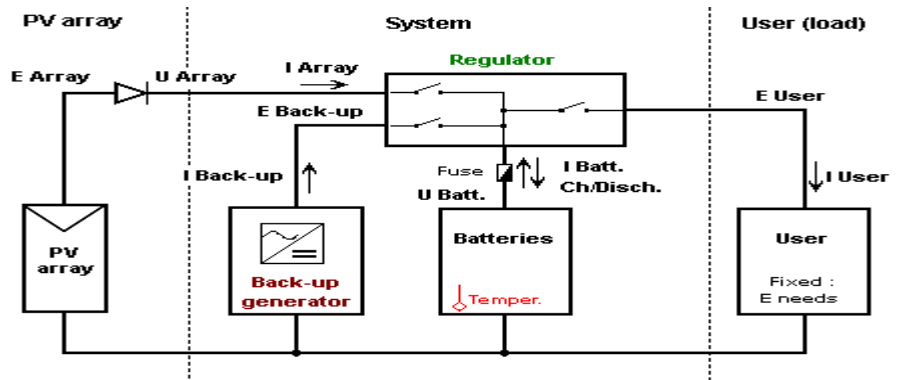 PV array
System
User (load)
E Array
U Array
I Array
Regulator
E Back-up
E User
I Back-up
Fuse
I Batt.
Ch/Disch.
U Batt.
I User
PV
array
Back-up
generator
Batteries
Temper.
User
Fixed :
E needs